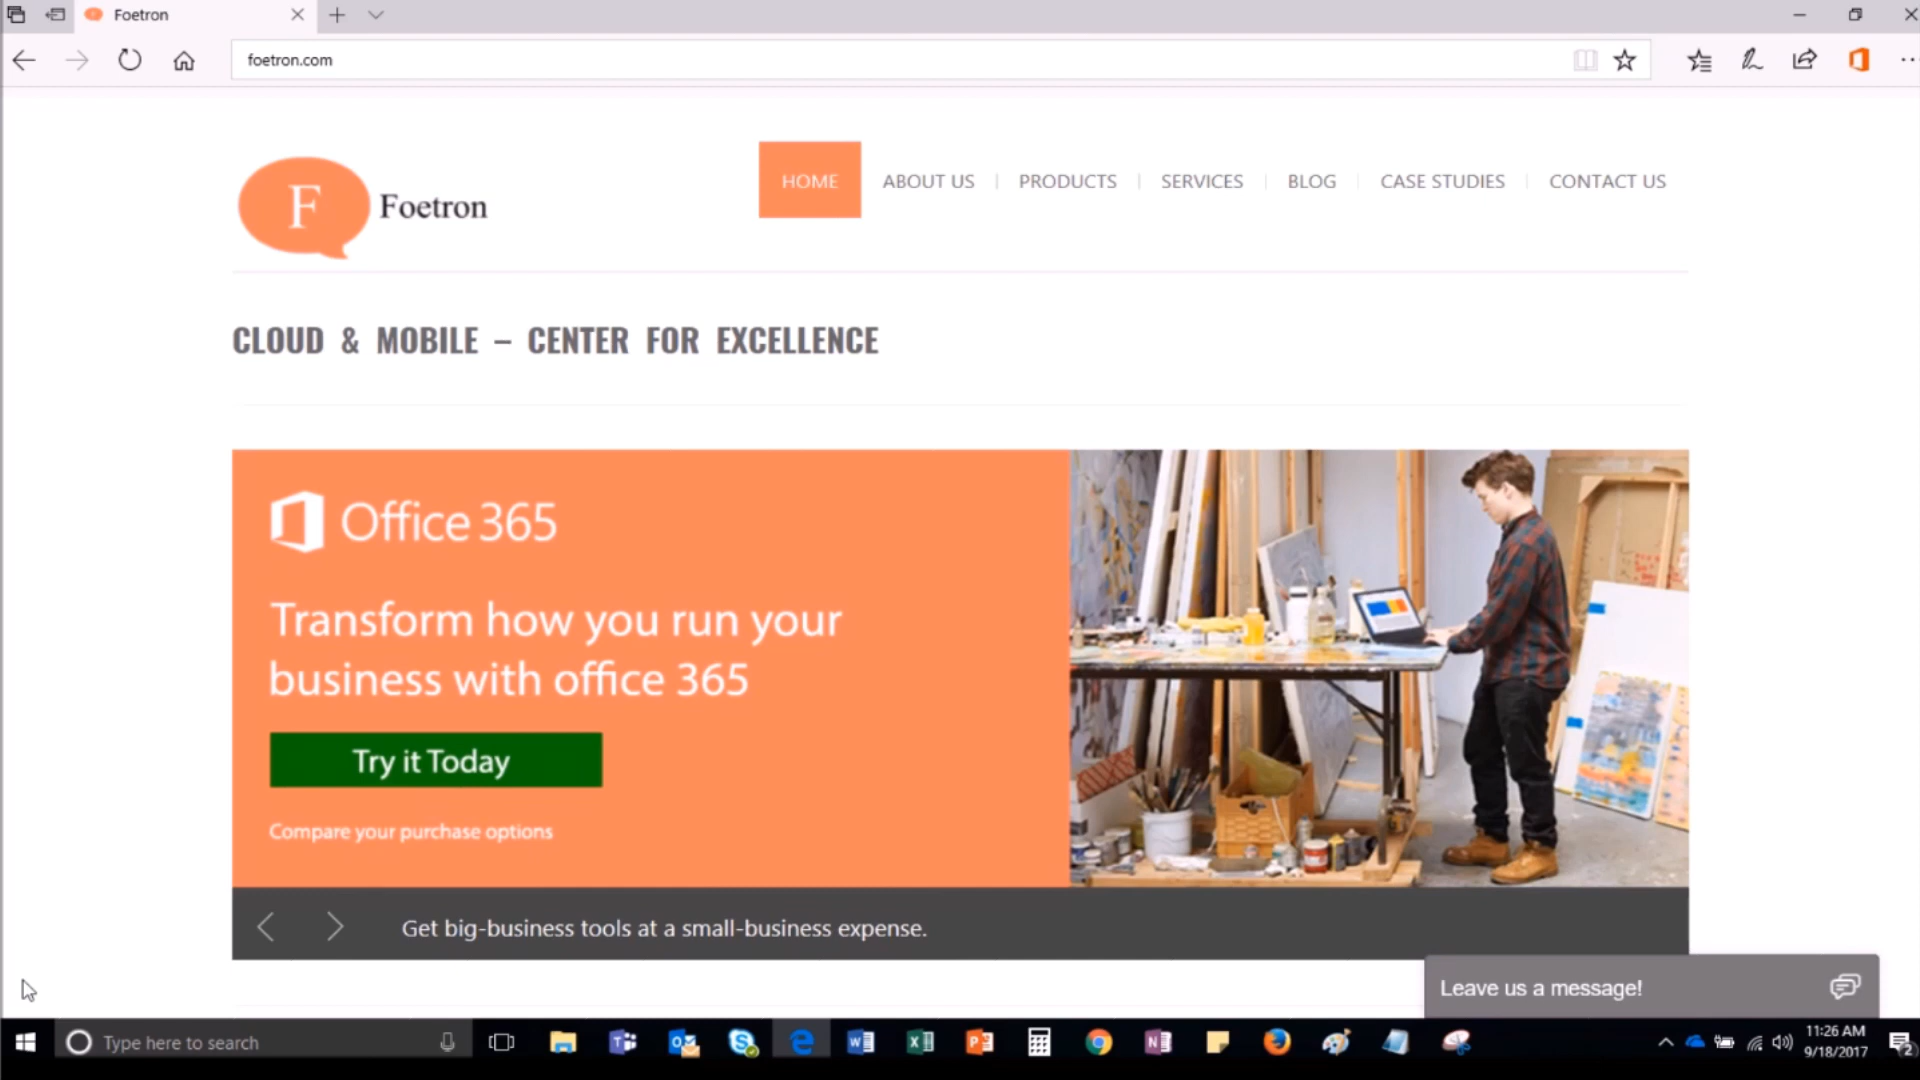 Foetron
foetron.com
F
Foetron
HOME
ABOUT US
PRODUCTS
SERVICES
BLOG
CASE STUDIES
CONTACT US
CLOUD & MOBILE – CENTER FOR EXCELLENCE
Office 365
Transform how you run your
business with office 365
Try it Today
Compare your purchase options
Get big-business tools at a small-business expense.
Leave us a message!
Type here to search
11:26 AM
9/18/2017
2